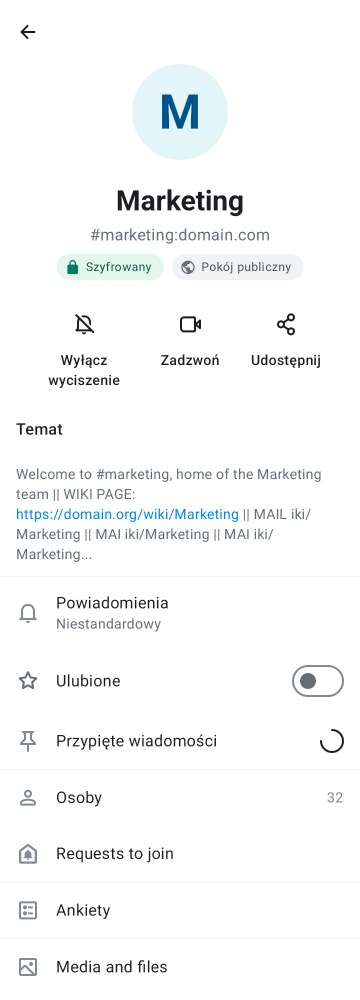 M
Marketing
#marketing:domain.com
Szyfrowany
Pokój publiczny
Wyłącz
wyciszenie
Zadzwoń
Udostępnij
Temat
Welcome to #marketing, home of the Marketing
team || WIKI PAGE:
https://domain.org/wiki/Marketing || MAIL iki/
Marketing || MAI iki/Marketing || MAI iki/
Marketing...
Powiadomienia
Niestandardowy
Ulubione
Przypięte wiadomości
Osoby 32
Requests to join
Ankiety
Media and files